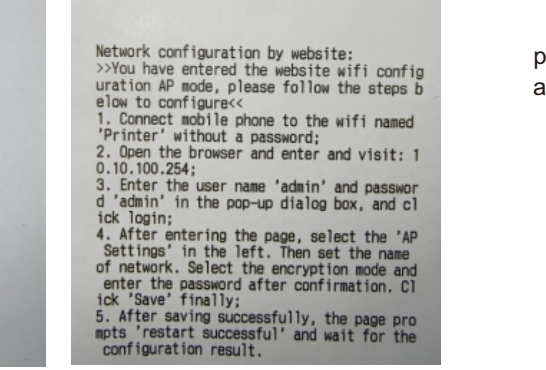 Network configuration by website:
>>You have entered the website wifi config
uration AP mode, please follow the steps b
elow to configure<<
1. Connect mobile phone to the wifi named
'Printer' without a password;
2. Open the browser and enter and visit: 1
0.10.100.254;
3. Enter the user name 'admin' and passwor
d 'admin' in the pop-up dialog box, and cl
ick login;
4. After entering the page, select the 'AP
Settings' in the left. Then set the name
of network. Select the encryption mode and
enter the password after confirmation. Cl
ick 'Save' finally;
5. After saving successfully, the page pro
mpts 'restart successful' and wait for the
configuration result.
p
a